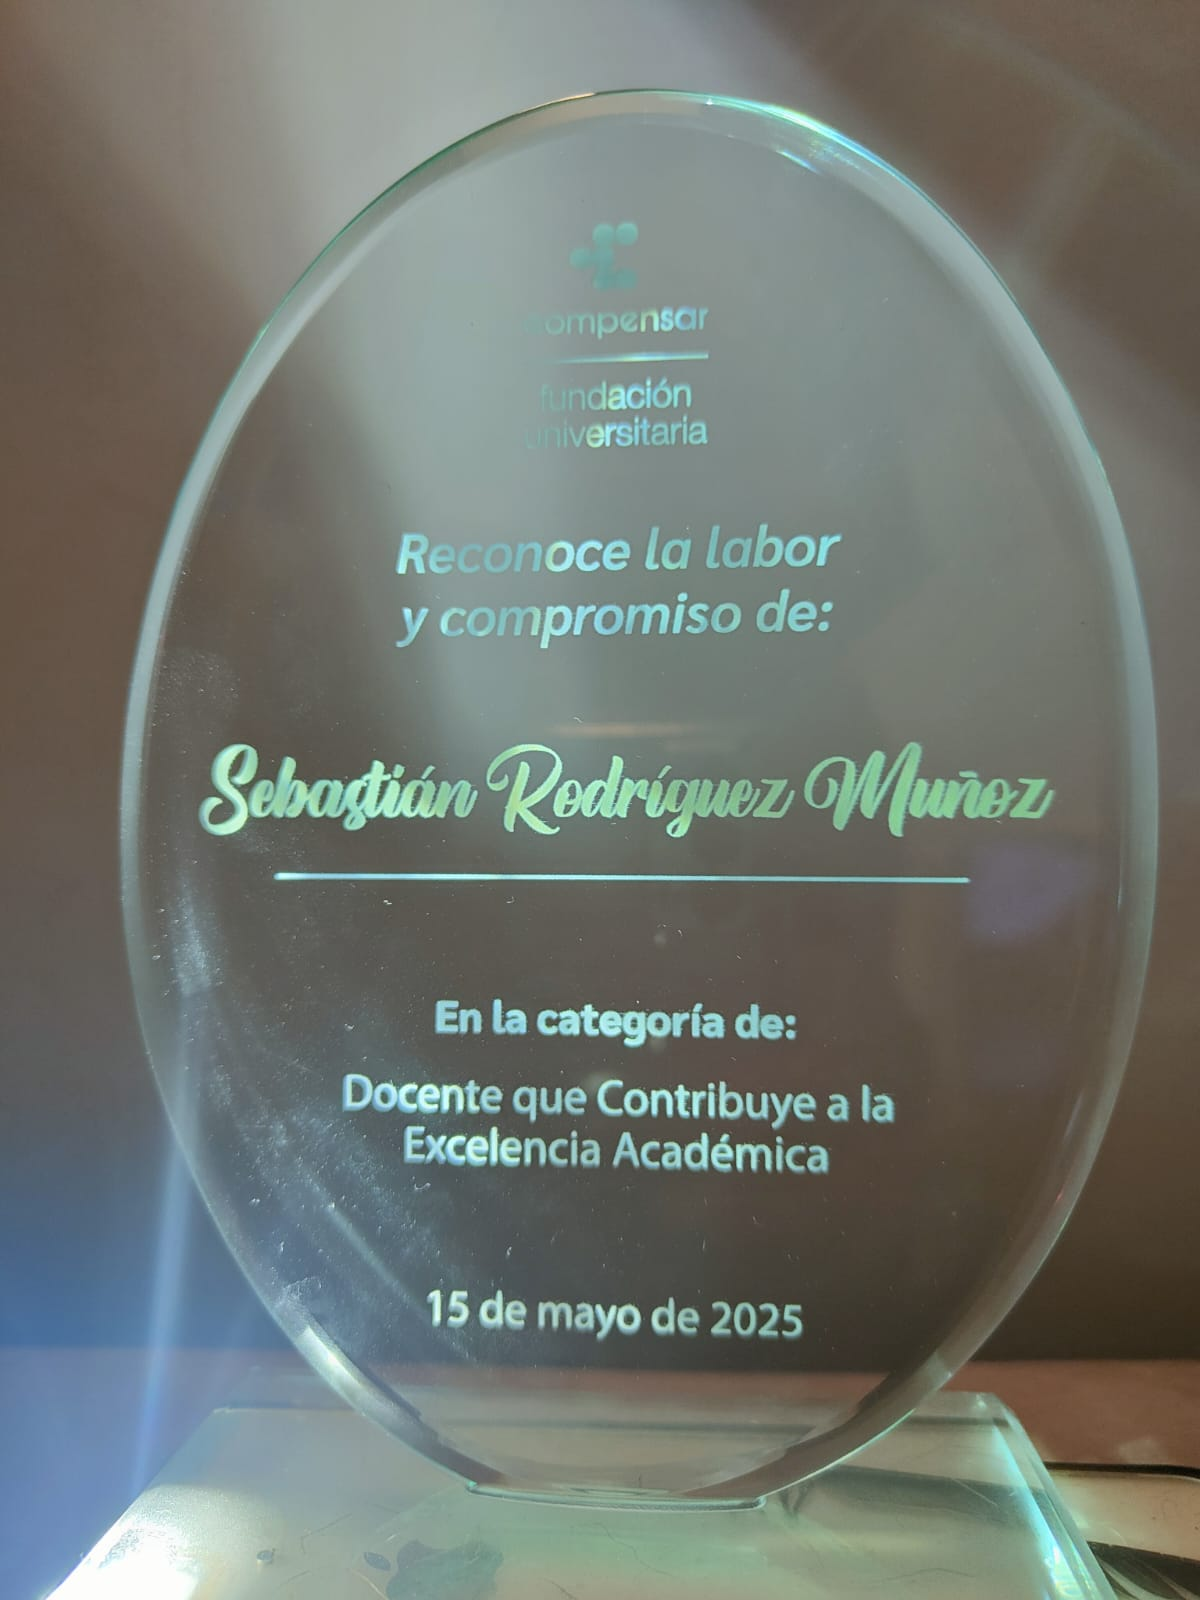 compensar
fundación
universitaria
Reconoce la labor
y compromiso de:
Sebastián Rodríguez Muñoz
En la categoría de:
Docente que Contribuye a la
Excelencia Académica
15 de mayo de 2025